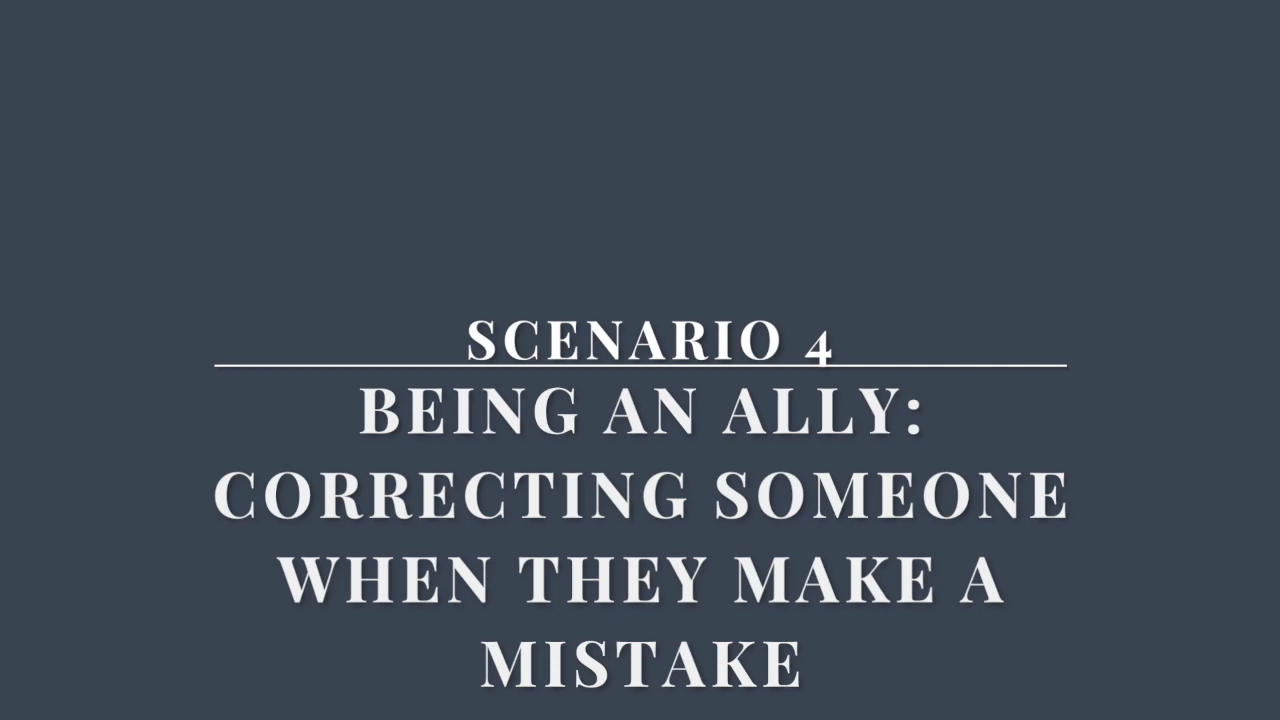 SCENARIO 4
BEING AN ALLY:
CORRECTING SOMEONE
WHEN THEY MAKE A
MISTAKE